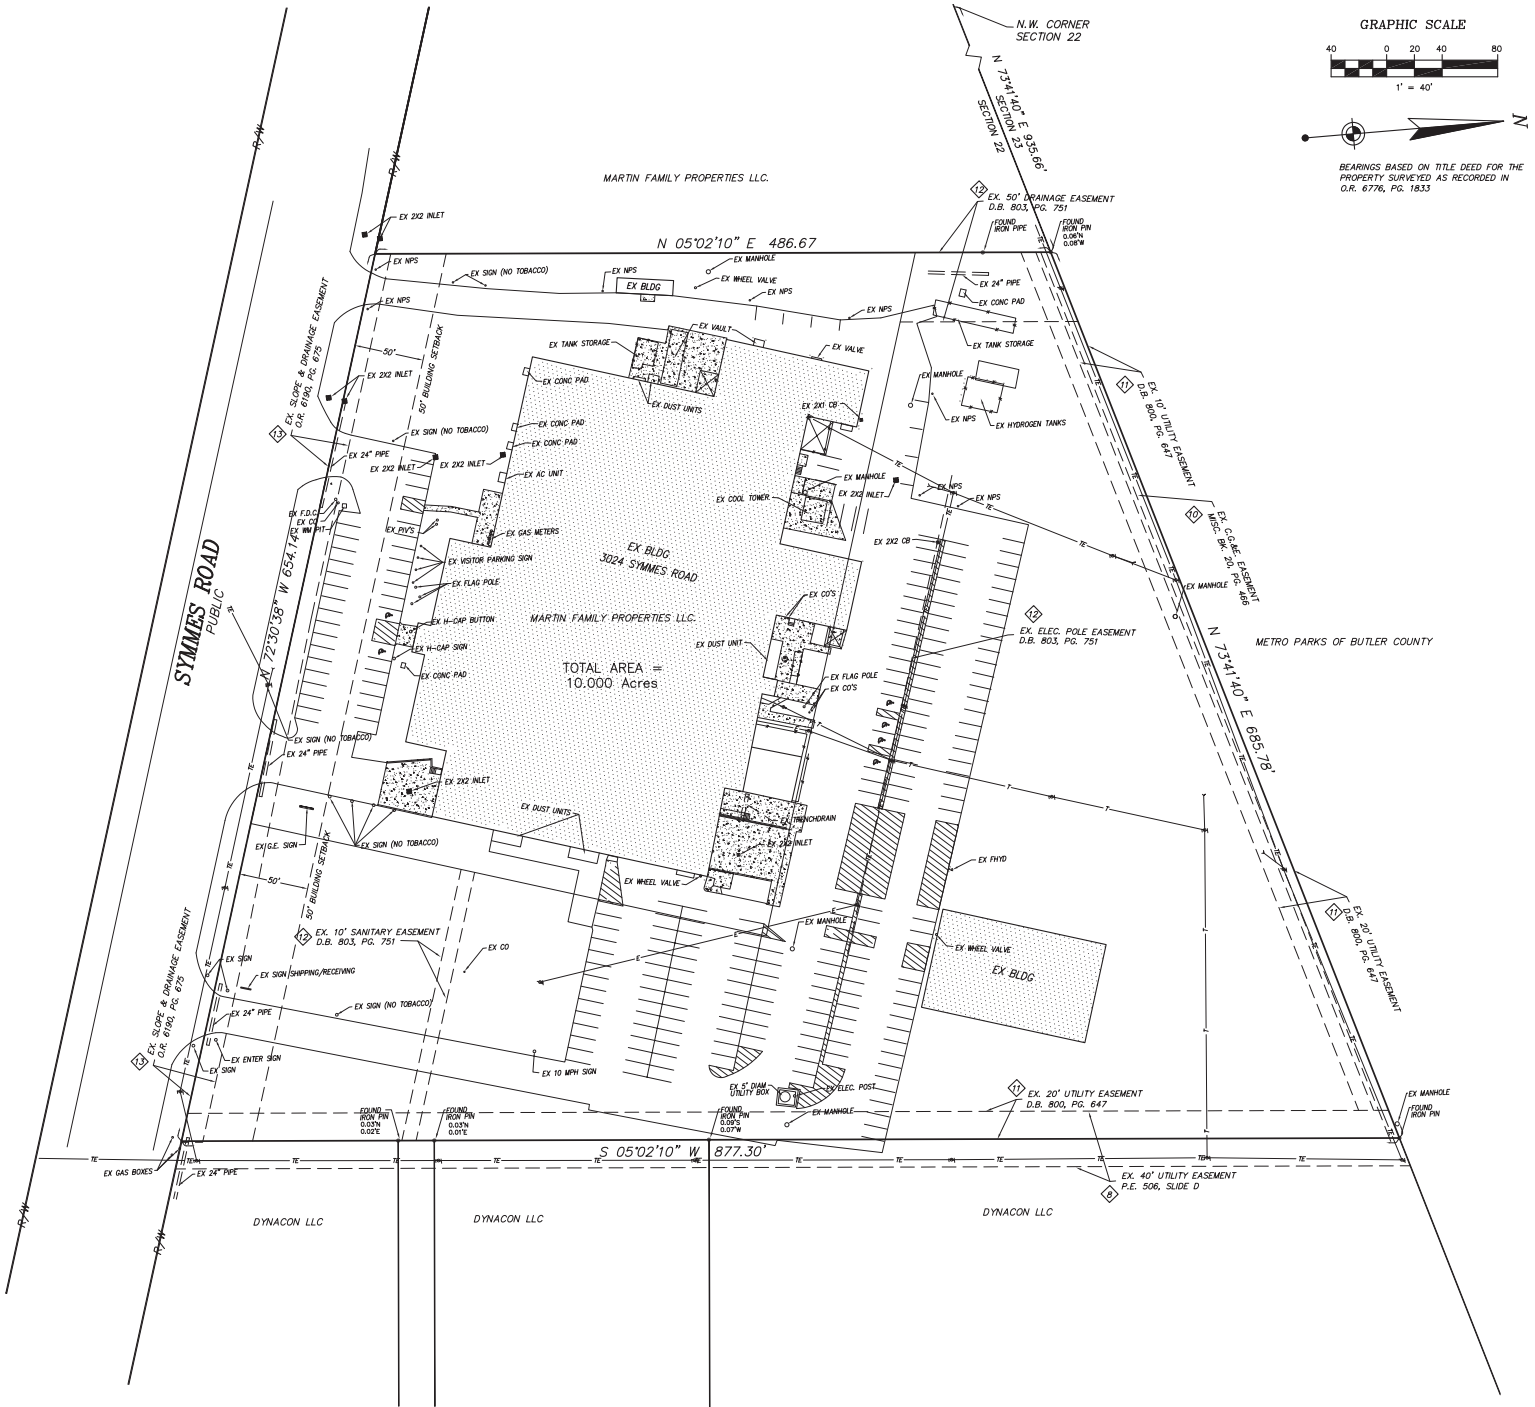 N.W. CORNER
SECTION 22
GRAPHIC SCALE
40 0 20 40 80
1' = 40'
N
BEARINGS BASED ON TITLE DEED FOR THE
PROPERTY SURVEYED AS RECORDED IN
O.R. 6776, PG. 1833
N 73°41'40" E 935.66'
SECTION 23
SECTION 22
R/W
R/W
MARTIN FAMILY PROPERTIES LLC.
12
EX. 50' DRAINAGE EASEMENT
D.B. 803, PG. 751
FOUND
IRON PIPE
FOUND
IRON PIN
0.06'N
0.08'W
EX 2X2 INLET
N 05°02'10" E 486.67
EX NPS
EX SIGN (NO TOBACCO)
EX NPS
EX BLDG
EX MANHOLE
EX WHEEL VALVE
EX NPS
EX NPS
EX 24" PIPE
EX CONC PAD
EX TANK STORAGE
EX NPS
EX. SLOPE & DRAINAGE EASEMENT
O.R. 6190, PG. 675
13
50'
50' BUILDING SETBACK
EX 2X2 INLET
EX TANK STORAGE
EX VAULT
EX VALVE
EX CONC PAD
EX DUST UNITS
EX 2X1 CB
EX MANHOLE
EX NPS
EX HYDROGEN TANKS
11
EX. 10' UTILITY EASEMENT
D.B. 800, PG. 647
EX SIGN (NO TOBACCO)
EX CONC PAD
EX CONC PAD
EX 24" PIPE
EX 2X2 INLET
EX 2X2 INLET
EX AC UNIT
EX MANHOLE
EX COOL TOWER
EX 2X2 INLET
EX NPS
EX NPS
10
EX. C.G.&E. EASEMENT
MISC. BK. 20, PG. 466
EX F.D.C.
EX CO
EX WM PIT
EX PIV'S
EX GAS METERS
EX VISITOR PARKING SIGN
EX FLAG POLE
EX BLDG
3024 SYMMES ROAD
EX 2X2 CB
EX MANHOLE
SYMMES ROAD
PUBLIC
N 72°30'38" W 654.14'
EX H-CAP BUTTON
EX H-CAP SIGN
EX CONC PAD
MARTIN FAMILY PROPERTIES LLC.
TOTAL AREA =
10.000 Acres
EX CO'S
EX DUST UNIT
EX FLAG POLE
EX CO'S
12
EX. ELEC. POLE EASEMENT
D.B. 803, PG. 751
METRO PARKS OF BUTLER COUNTY
N 73°41'40" E 685.78'
EX SIGN (NO TOBACCO)
EX 24" PIPE
EX 2X2 INLET
EX DUST UNITS
EX TRENCHDRAIN
EX 2X2 INLET
EX G.E. SIGN
EX SIGN (NO TOBACCO)
50'
50' BUILDING SETBACK
EX WHEEL VALVE
EX FHYD
EX MANHOLE
EX WHEEL VALVE
EX BLDG
11
EX. 20' UTILITY EASEMENT
D.B. 800, PG. 647
12
EX. 10' SANITARY EASEMENT
D.B. 803, PG. 751
EX CO
EX SIGN
EX SIGN SHIPPING/RECEIVING
EX SIGN (NO TOBACCO)
EX 24" PIPE
EX. SLOPE & DRAINAGE EASEMENT
O.R. 6190, PG. 675
13
EX ENTER SIGN
EX SIGN
EX 10 MPH SIGN
EX 5' DIAM
UTILITY BOX
EX ELEC. POST
EX MANHOLE
11
EX. 20' UTILITY EASEMENT
D.B. 800, PG. 647
EX MANHOLE
FOUND
IRON PIN
FOUND
IRON PIN
0.03'N
0.02'E
FOUND
IRON PIN
0.03'N
0.01'E
FOUND
IRON PIN
0.09'S
0.07'W
S 05°02'10" W 877.30'
EX GAS BOXES
EX 24" PIPE
EX. 40' UTILITY EASEMENT
P.E. 506, SLIDE D
8
DYNACON LLC
DYNACON LLC
DYNACON LLC
R/W
R/W